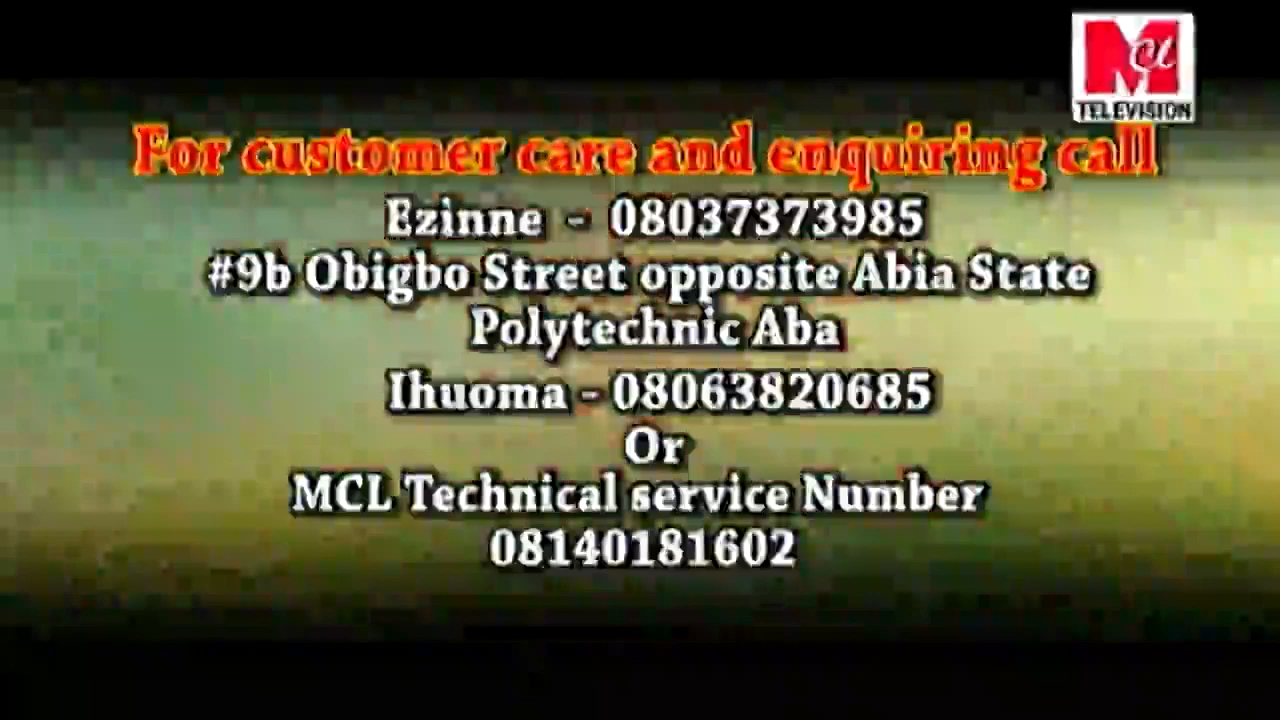 MCL
TELEVISION
For customer care and enquiring call
Ezinne - 08037373985
#9b Obigbo Street opposite Abia State
Polytechnic Aba
Ihuoma - 08063820685
Or
MCL Technical service Number
08140181602